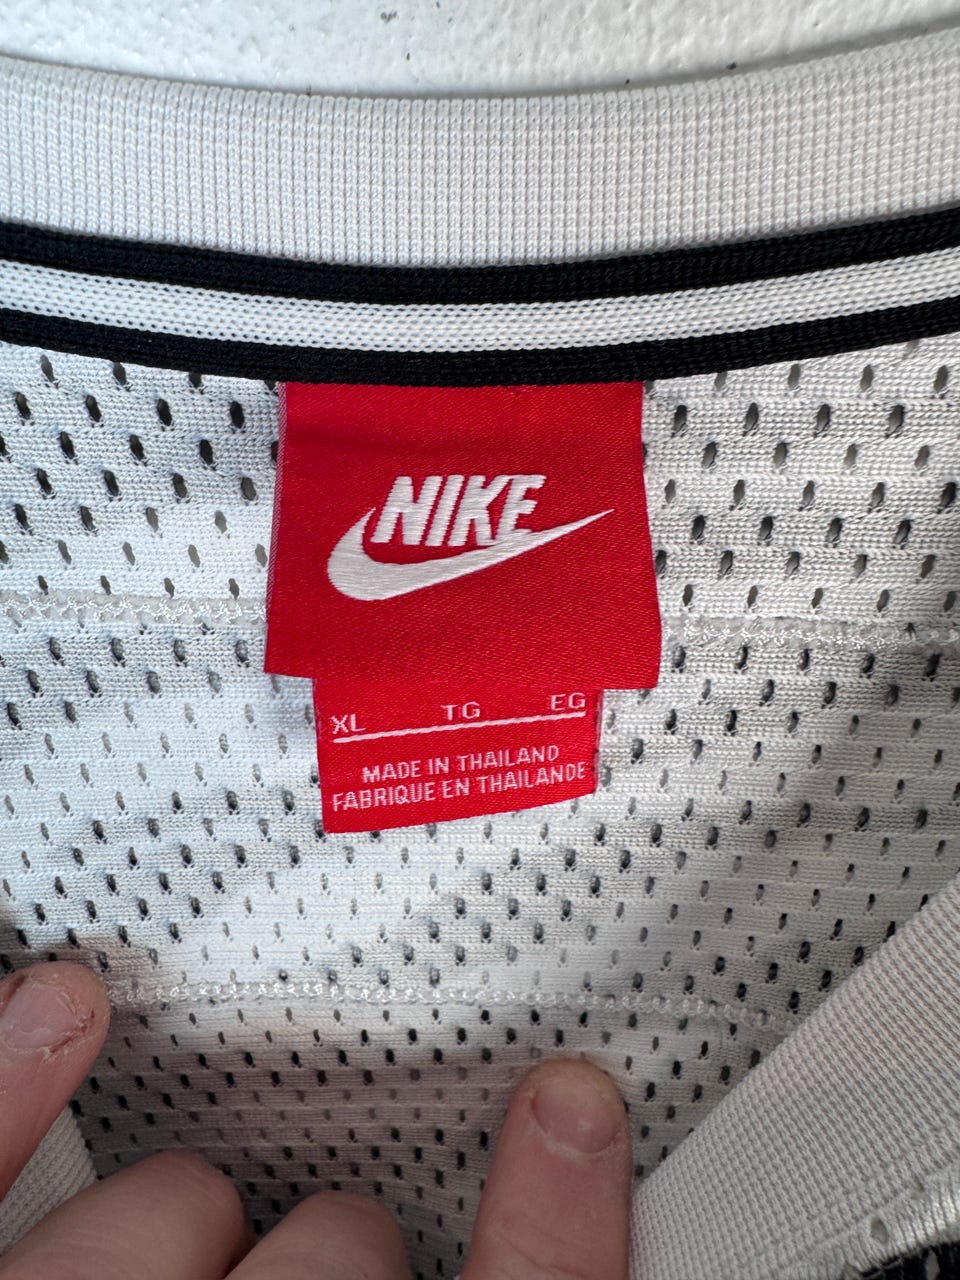 NIKE
XL TG EG
MADE IN THAILAND
FABRIQUE EN THAILANDE